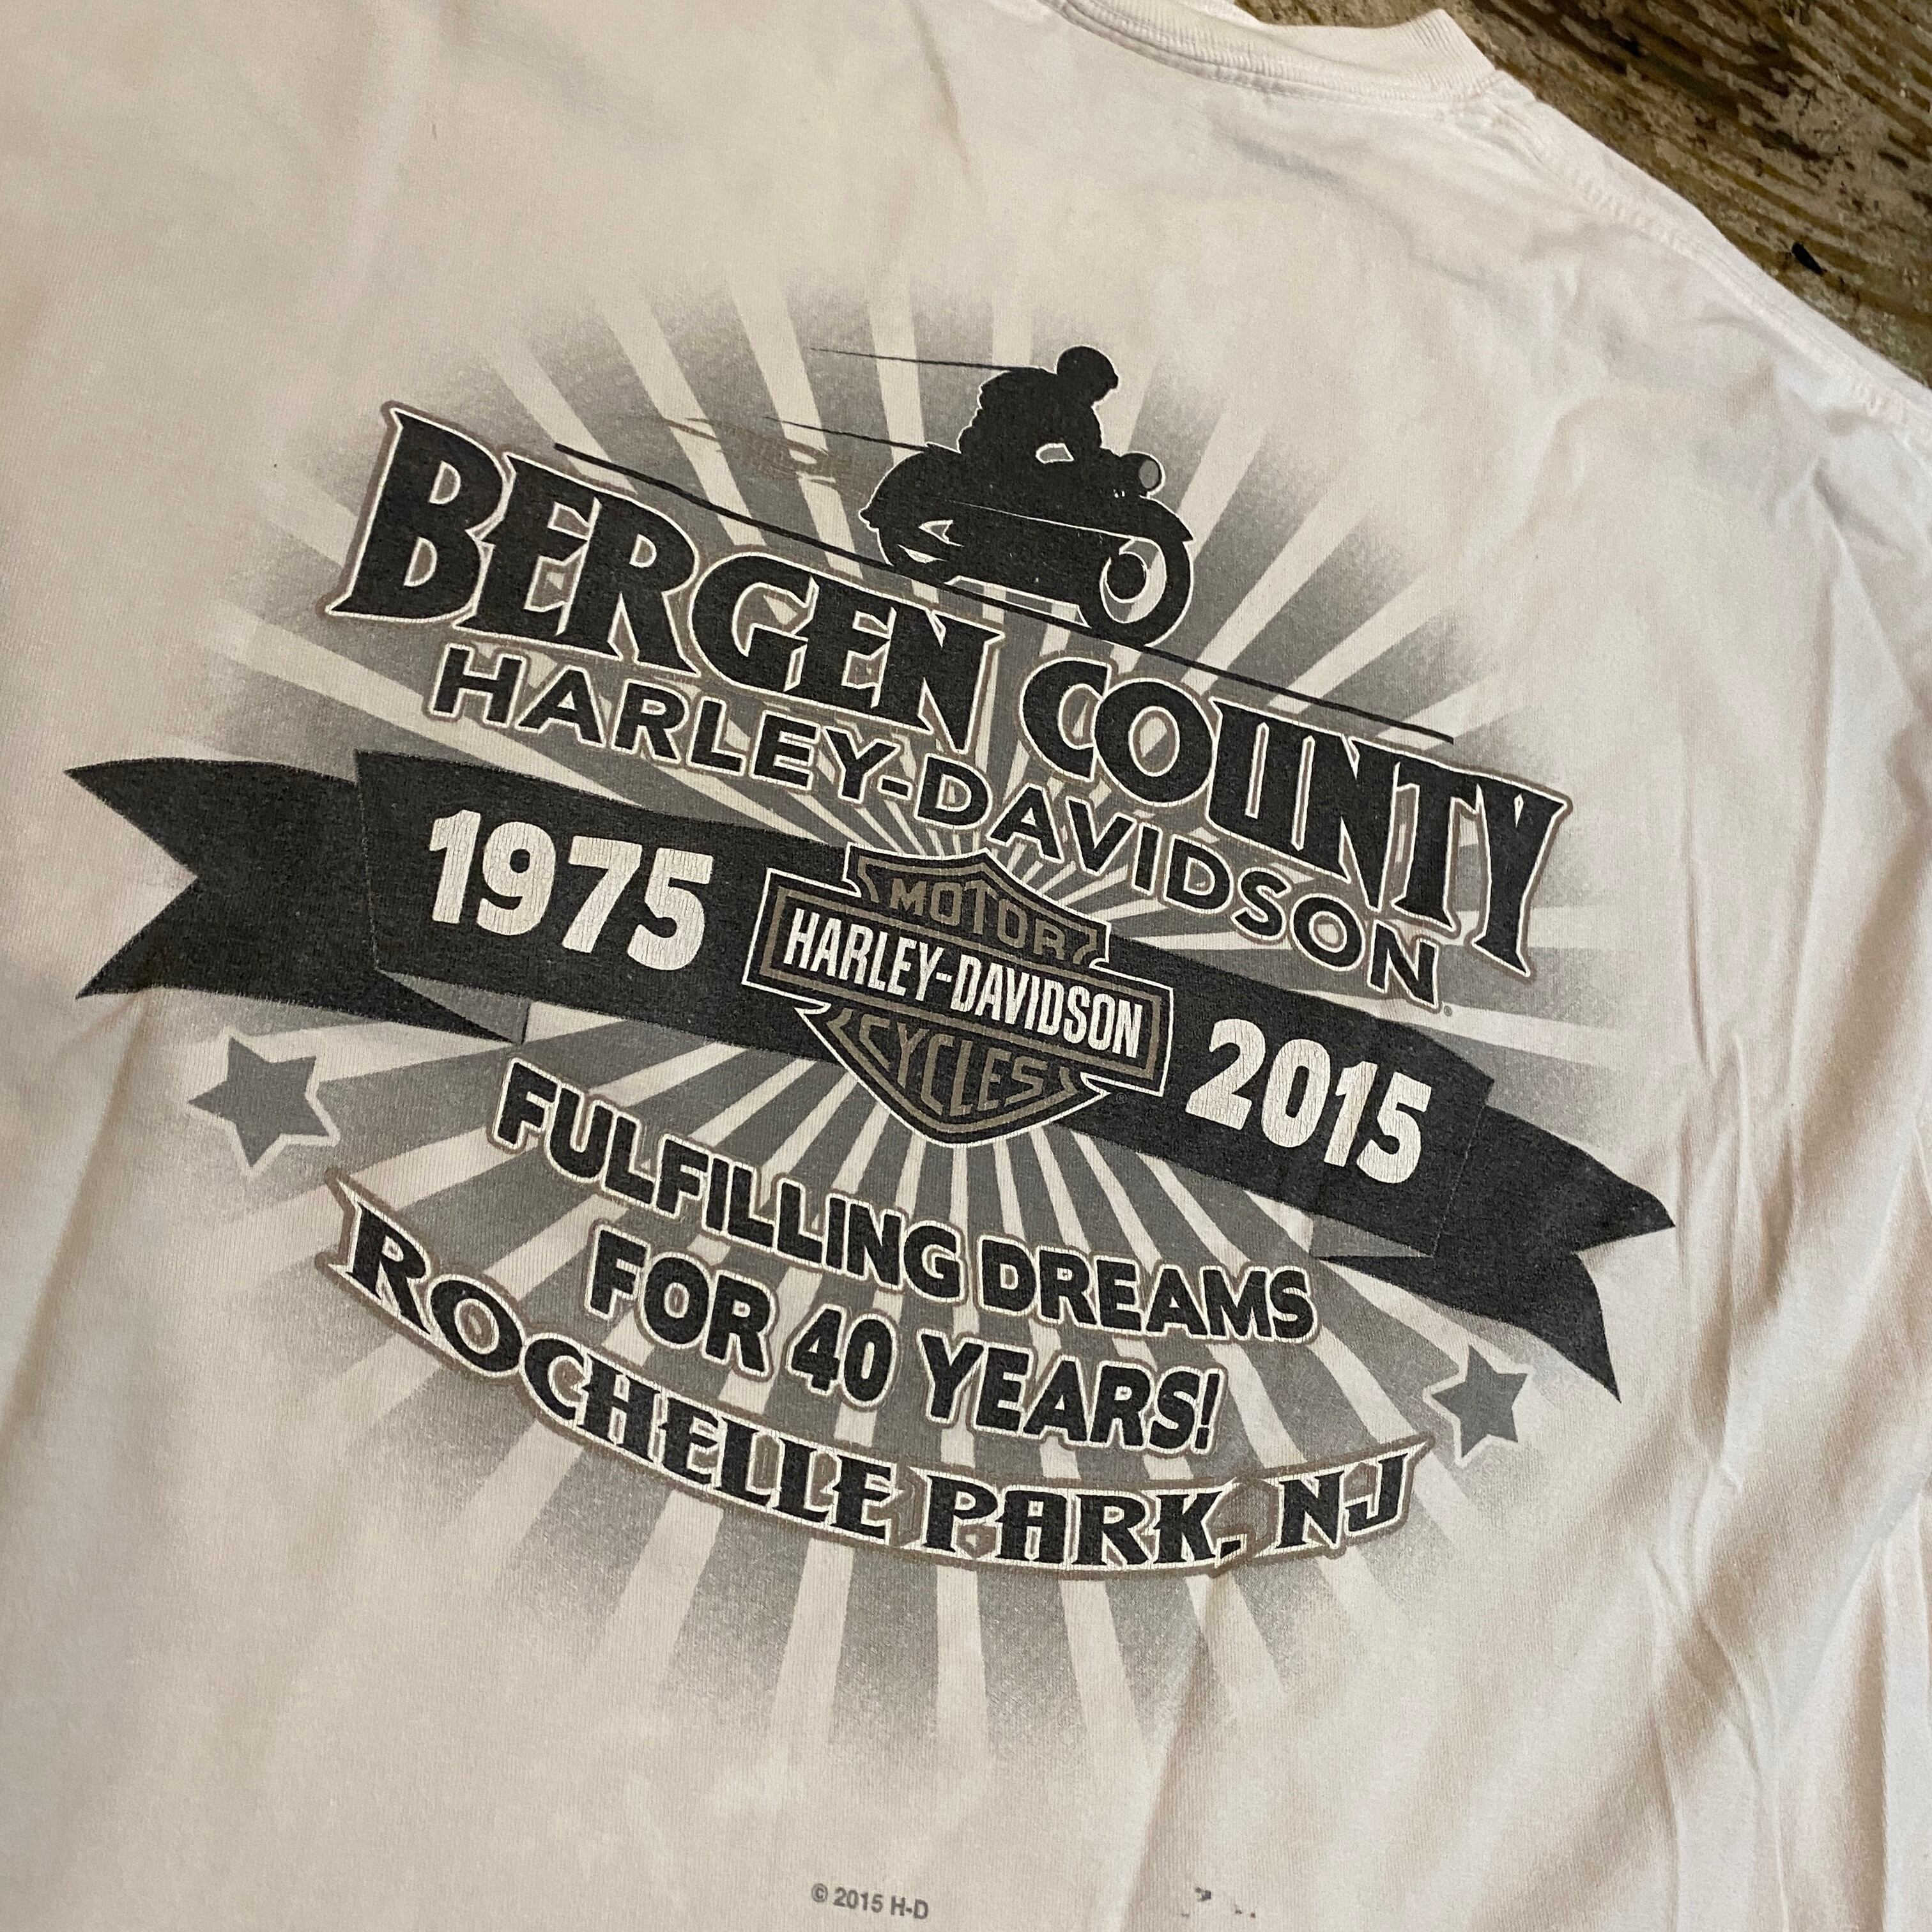 BERGEN COUNTY
HARLEY-DAVIDSON
1975
MOTOR
HARLEY-DAVIDSON
CYCLES
2015
FULFILLING DREAMS
FOR 40 YEARS!
ROCHELLE PARK, NJ
© 2015 H-D